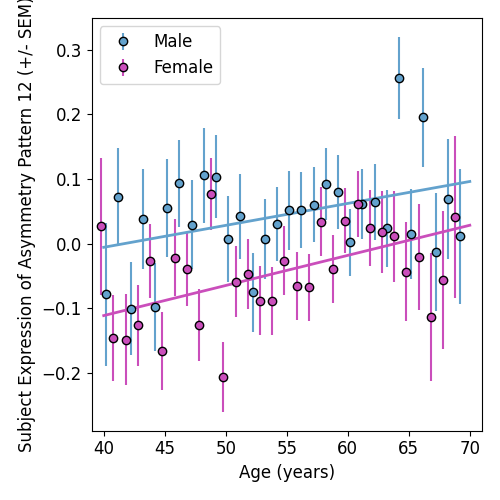 Subject Expression of Asymmetry Pattern 12 (+/- SEM)
0.3
0.2
0.1
0.0
−0.1
−0.2
Male
Female
40 45 50 55 60 65 70
Age (years)